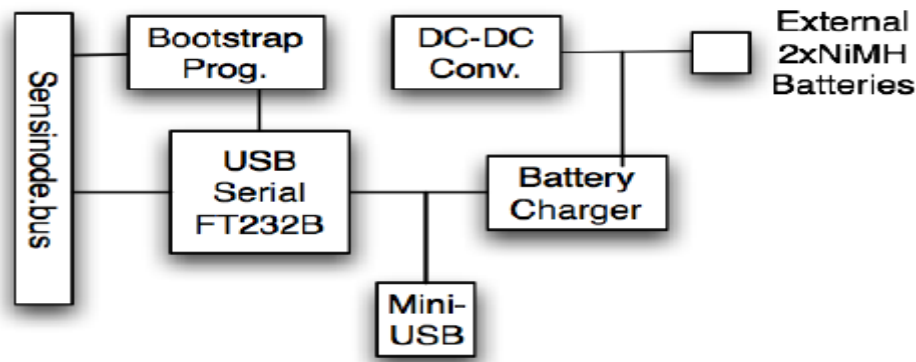 Sensinode.bus
Bootstrap
Prog.
DC-DC
Conv.
External
2xNiMH
Batteries
USB
Serial
FT232B
Battery
Charger
Mini-
USB